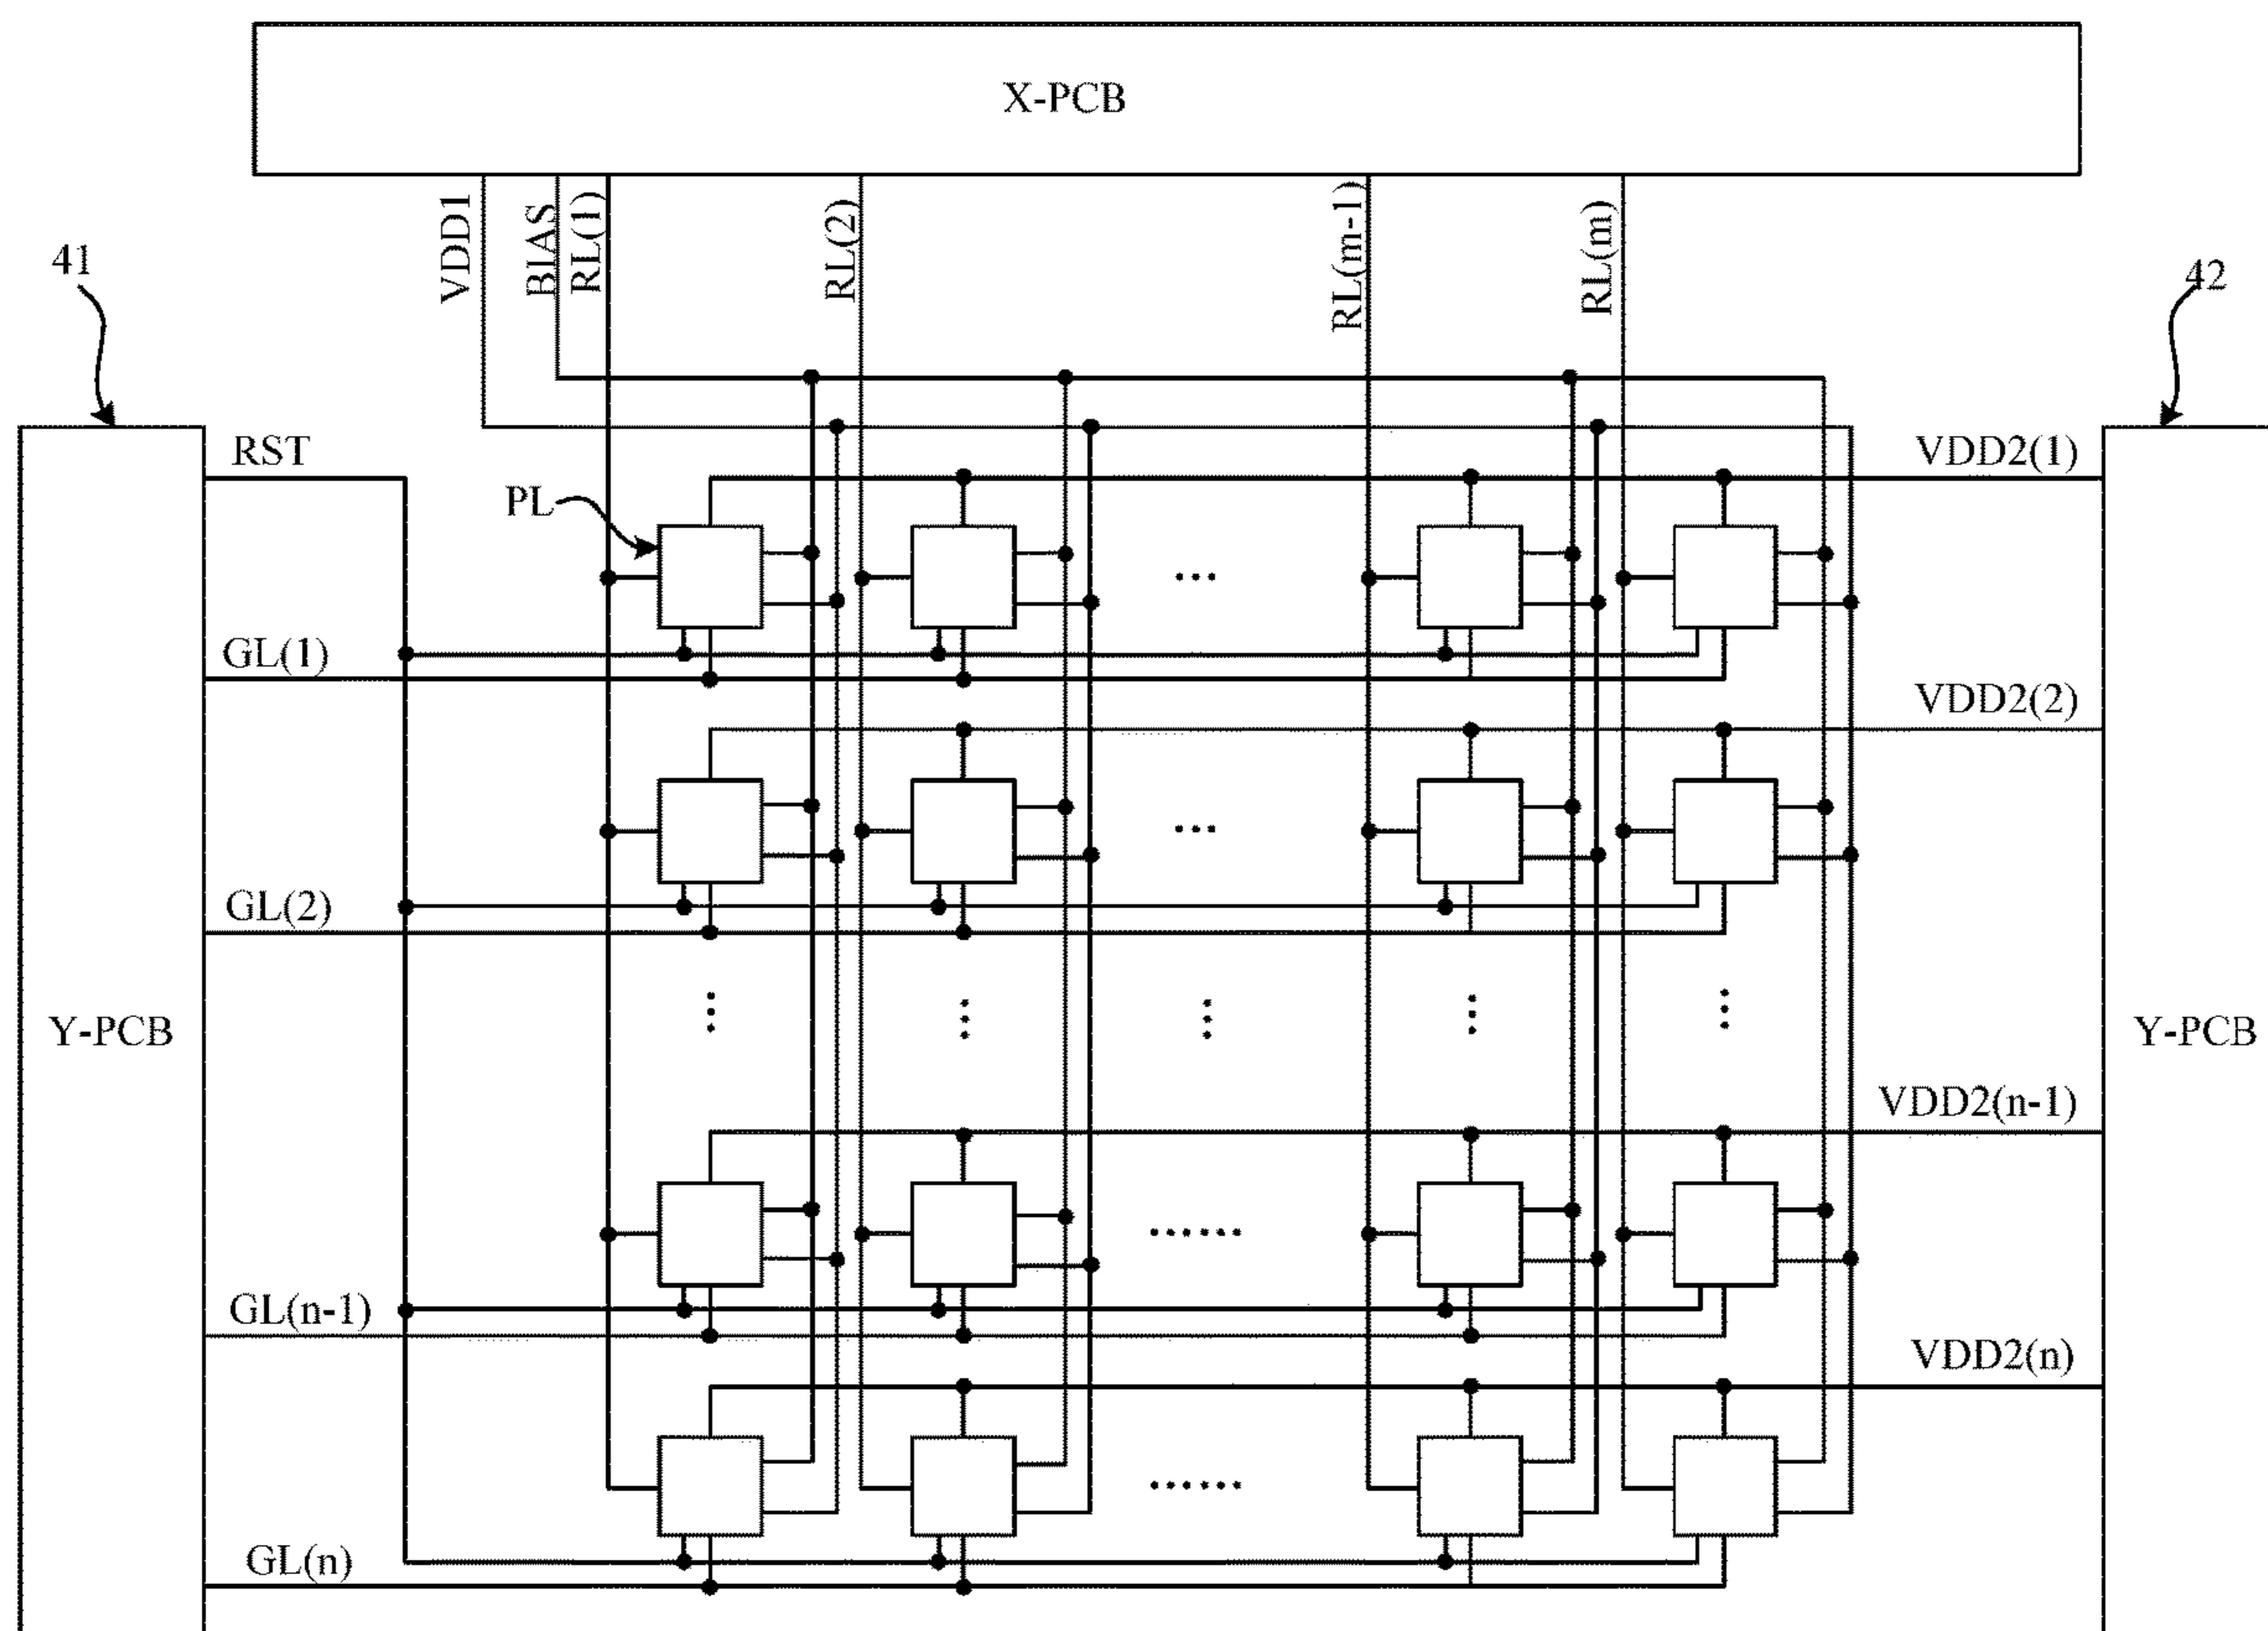 X-PCB
VDD1
BIAS
RL(1)
RL(2)
RL(m-1)
RL(m)
41
42
RST
VDD2(1)
PL
...
GL(1)
VDD2(2)
...
GL(2)
Y-PCB
Y-PCB
VDD2(n-1)
......
GL(n-1)
VDD2(n)
......
GL(n)